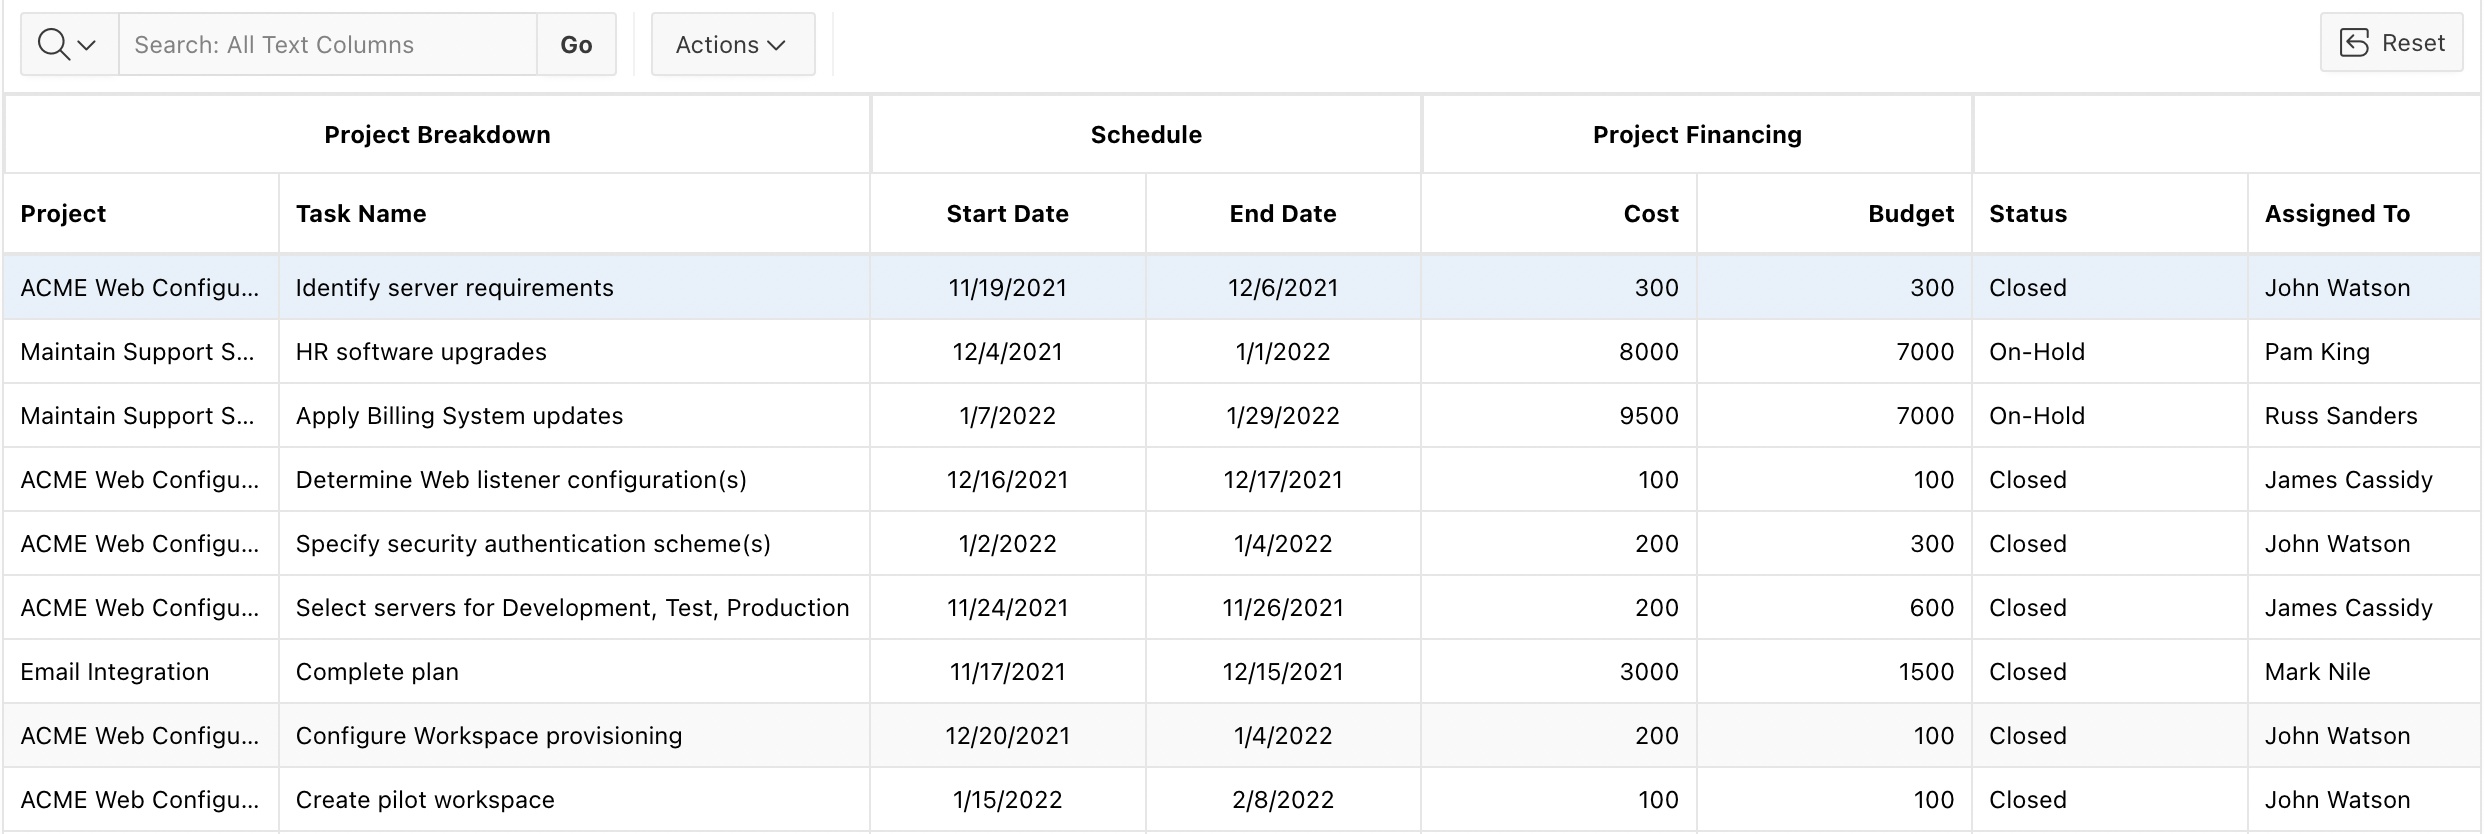 Search: All Text Columns Go Actions Reset
Project Breakdown Schedule Project Financing
Project Task Name Start Date End Date Cost Budget Status Assigned To
ACME Web Configu... Identify server requirements 11/19/2021 12/6/2021 300 300 Closed John Watson
Maintain Support S... HR software upgrades 12/4/2021 1/1/2022 8000 7000 On-Hold Pam King
Maintain Support S... Apply Billing System updates 1/7/2022 1/29/2022 9500 7000 On-Hold Russ Sanders
ACME Web Configu... Determine Web listener configuration(s) 12/16/2021 12/17/2021 100 100 Closed James Cassidy
ACME Web Configu... Specify security authentication scheme(s) 1/2/2022 1/4/2022 200 300 Closed John Watson
ACME Web Configu... Select servers for Development, Test, Production 11/24/2021 11/26/2021 200 600 Closed James Cassidy
Email Integration Complete plan 11/17/2021 12/15/2021 3000 1500 Closed Mark Nile
ACME Web Configu... Configure Workspace provisioning 12/20/2021 1/4/2022 200 100 Closed John Watson
ACME Web Configu... Create pilot workspace 1/15/2022 2/8/2022 100 100 Closed John Watson